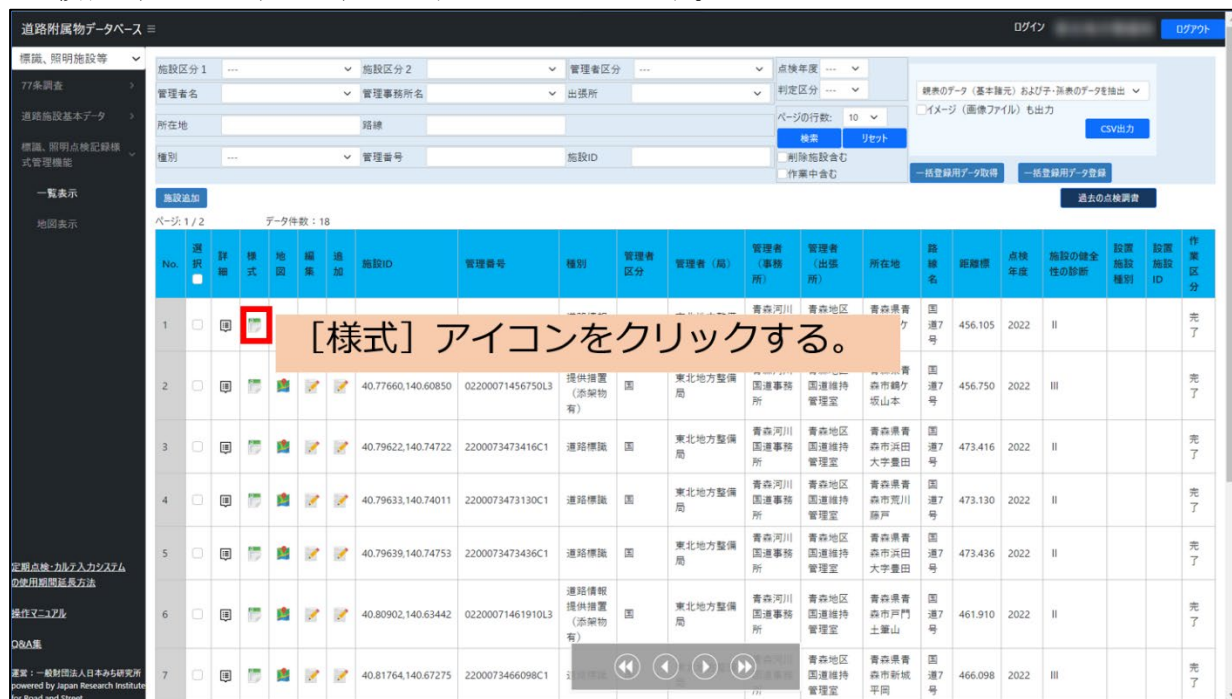 道路附属物データベース
ログイン
ログアウト
標識、照明施設等
77条調査
道路施設基本データ
標識、照明点検記録様
式管理機能
一覧表示
地図表示
定期点検・カルテ入力システム
の使用期間延長方法
操作マニュアル
Q&A集
運営:一般財団法人日本みち研究所
powered by Japan Research Institute
for Road and Street
施設区分1 --- 施設区分2 管理者区分 --- 点検年度 ---
管理者名 管理事務所名 出張所 判定区分 ---
所在地 路線 ページの行数: 10
検索 リセット
種別 --- 管理番号 施設ID
削除施設含む
作業中含む
親表のデータ(基本諸元)および子・孫表のデータを抽出
イメージ(画像ファイル)も出力
CSV出力
一括登録用データ取得 一括登録用データ登録
施設追加 過去の点検調書
ページ: 1 / 2 データ件数:18
No. 選択 詳細 様式 地図 編集 追加 施設ID 管理番号 種別 管理者区分 管理者(局) 管理者(事務所) 管理者(出張所) 所在地 路線名 距離標 点検年度 施設の健全性の診断 設置施設種別 設置施設ID 作業区分
1 青森河川 青森地区 青森県青 国道7号 456.105 2022 II 完了
[様式]アイコンをクリックする。
2 40.77660,140.60850 02200071456750L3 提供措置(添架物有) 国 東北地方整備局 国道事務所 国道維持管理室 森市鶴ケ坂山本 国道7号 456.750 2022 III 完了
3 40.79622,140.74722 2200073473416C1 道路標識 国 東北地方整備局 青森河川国道事務所 青森地区国道維持管理室 青森県青森市浜田大字豊田 国道7号 473.416 2022 II 完了
4 40.79633,140.74011 2200073473130C1 道路標識 国 東北地方整備局 青森河川国道事務所 青森地区国道維持管理室 青森県青森市荒川藤戸 国道7号 473.130 2022 II 完了
5 40.79639,140.74753 2200073473436C1 道路標識 国 東北地方整備局 青森河川国道事務所 青森地区国道維持管理室 青森県青森市浜田大字豊田 国道7号 473.436 2022 II 完了
6 40.80902,140.63442 02200071461910L3 道路情報提供措置(添架物有) 国 東北地方整備局 青森河川国道事務所 青森地区国道維持管理室 青森県青森市戸門土筆山 国道7号 461.910 2022 II 完了
7 40.81764,140.67275 2200073466098C1 青森地区国道維持管理室 青森県青森市新城平岡 国道7号 466.098 2022 III 完了